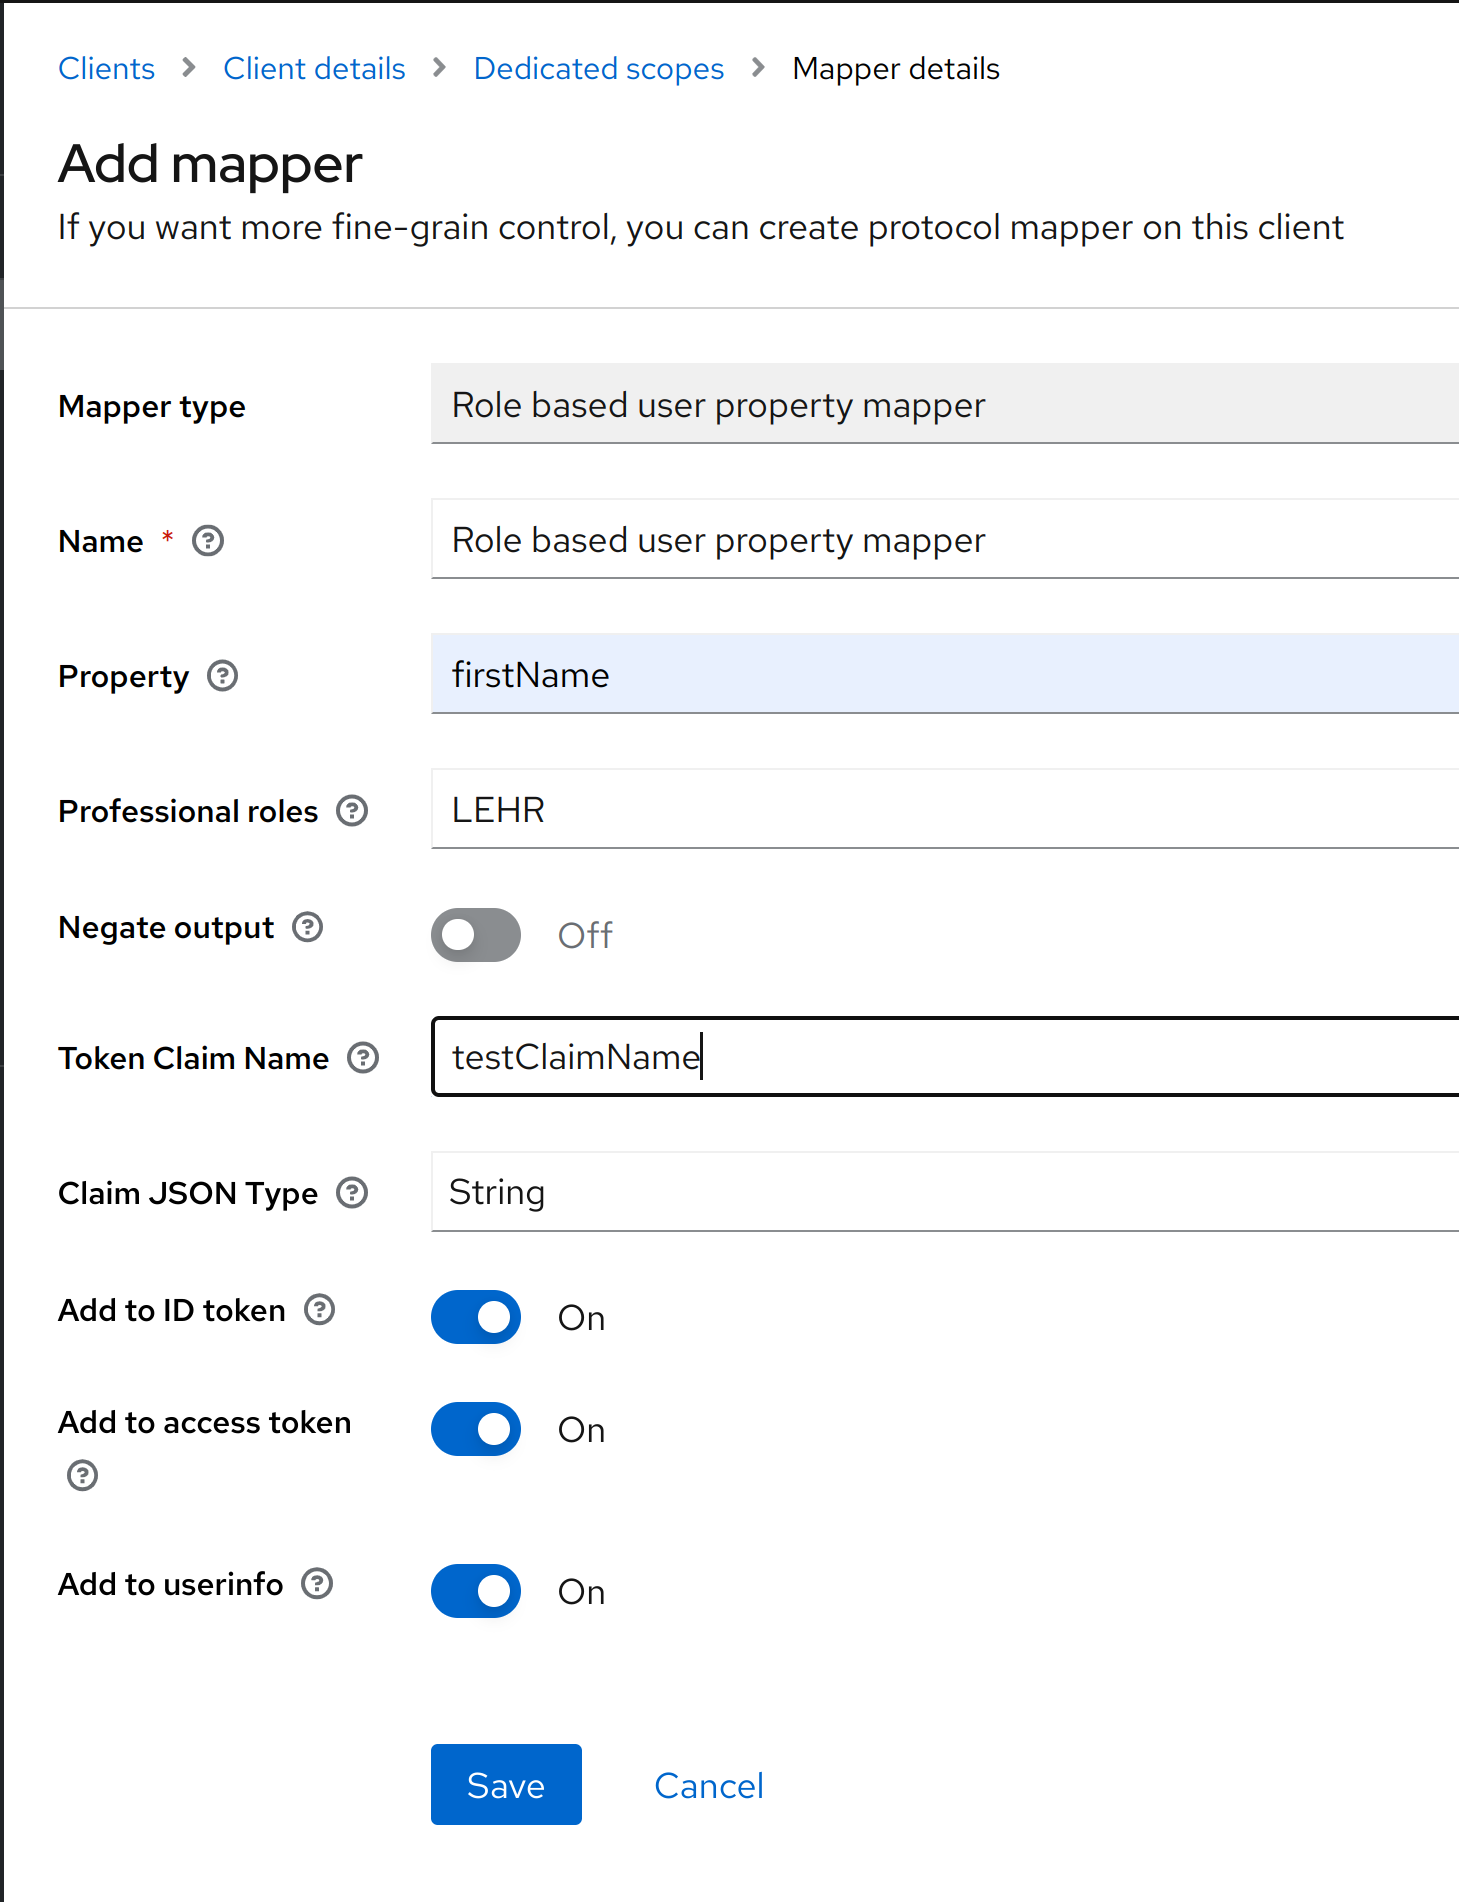 Clients > Client details > Dedicated scopes > Mapper details
Add mapper
If you want more fine-grain control, you can create protocol mapper on this client
Mapper type Role based user property mapper
Name * Role based user property mapper
Property firstName
Professional roles LEHR
Negate output Off
Token Claim Name testClaimName
Claim JSON Type String
Add to ID token On
Add to access token On
Add to userinfo On
Save Cancel